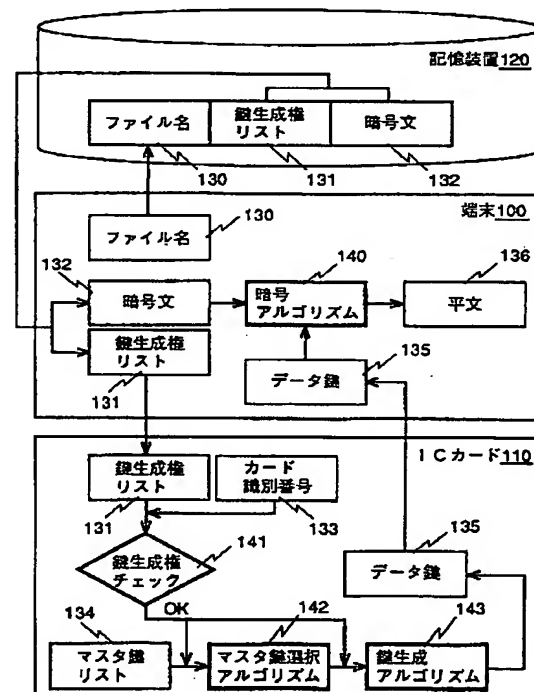 記憶装置120
ファイル名
鍵生成権
リスト
暗号文
130
131
132
端末100
ファイル名
130
132
暗号文
140
暗号
アルゴリズム
136
平文
鍵生成権
リスト
131
データ鍵
135
ICカード110
鍵生成権
リスト
131
カード
識別番号
133
鍵生成権
チェック
141
OK
135
データ鍵
134
マスタ鍵
リスト
142
マスタ鍵選択
アルゴリズム
143
鍵生成
アルゴリズム